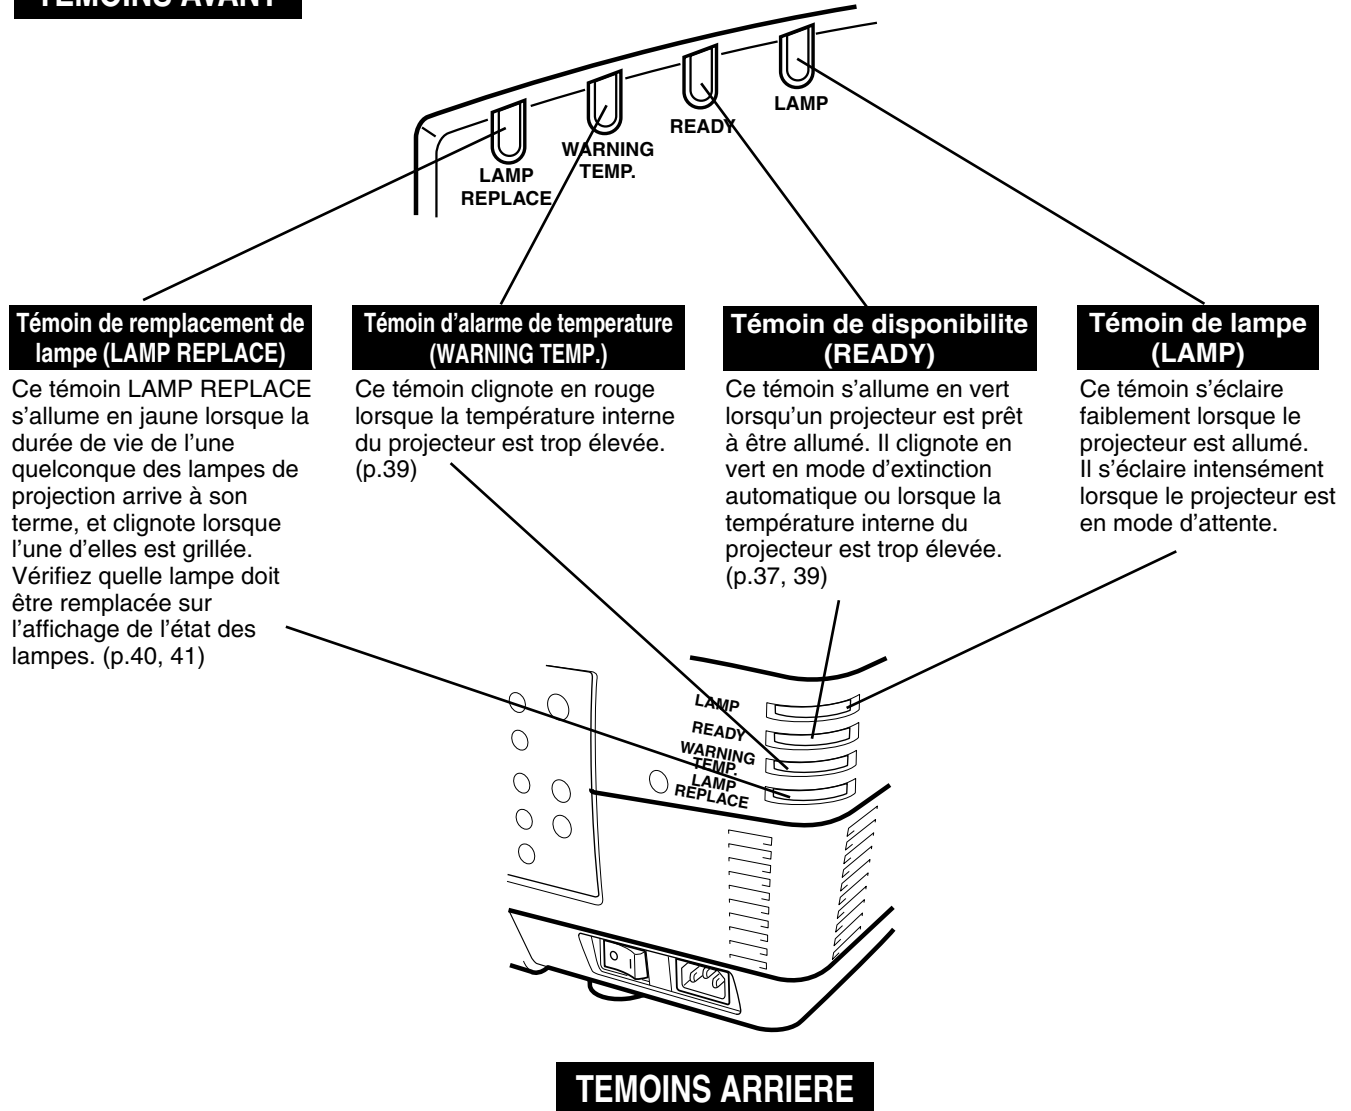 TEMOINS AVANT
LAMP
READY
WARNING
TEMP.
LAMP
REPLACE
Témoin de remplacement de
lampe (LAMP REPLACE)
Ce témoin LAMP REPLACE
s’allume en jaune lorsque la
durée de vie de l’une
quelconque des lampes de
projection arrive à son
terme, et clignote lorsque
l’une d’elles est grillée.
Vérifiez quelle lampe doit
être remplacée sur
l’affichage de l’état des
lampes. (p.40, 41)
Témoin d’alarme de temperature
(WARNING TEMP.)
Ce témoin clignote en rouge
lorsque la température interne
du projecteur est trop élevée.
(p.39)
Témoin de disponibilite
(READY)
Ce témoin s’allume en vert
lorsqu’un projecteur est prêt
à être allumé. Il clignote en
vert en mode d’extinction
automatique ou lorsque la
température interne du
projecteur est trop élevée.
(p.37, 39)
Témoin de lampe
(LAMP)
Ce témoin s’éclaire
faiblement lorsque le
projecteur est allumé.
Il s’éclaire intensément
lorsque le projecteur est
en mode d’attente.
LAMP
READY
WARNING
TEMP.
LAMP
REPLACE
TEMOINS ARRIERE